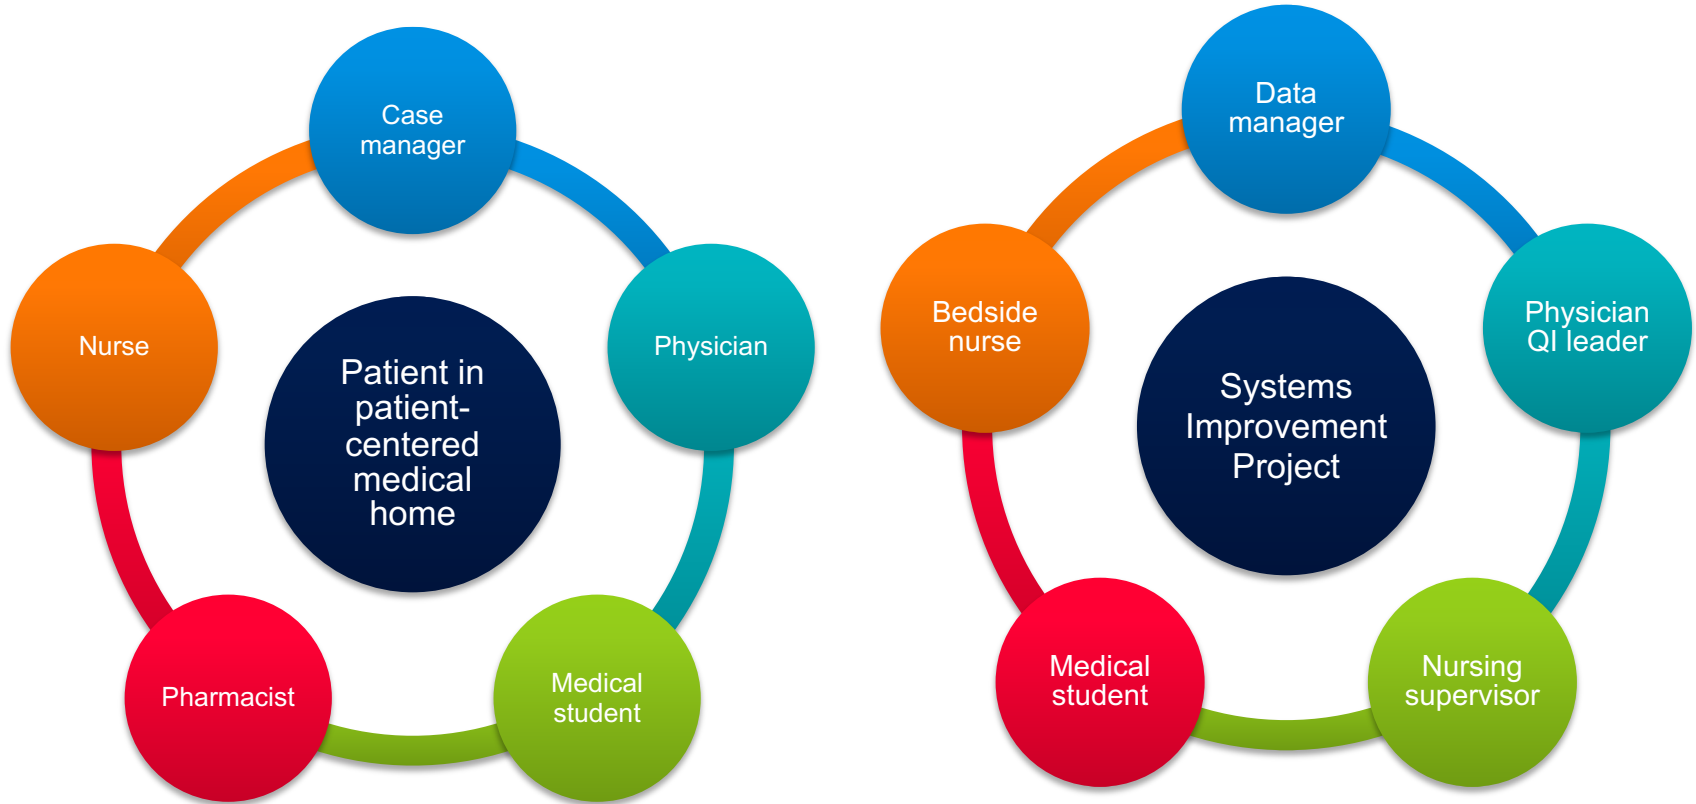 Case
manager
Nurse
Physician
Patient in
patient-
centered
medical
home
Pharmacist
Medical
student
Data
manager
Bedside
nurse
Physician
QI leader
Systems
Improvement
Project
Medical
student
Nursing
supervisor